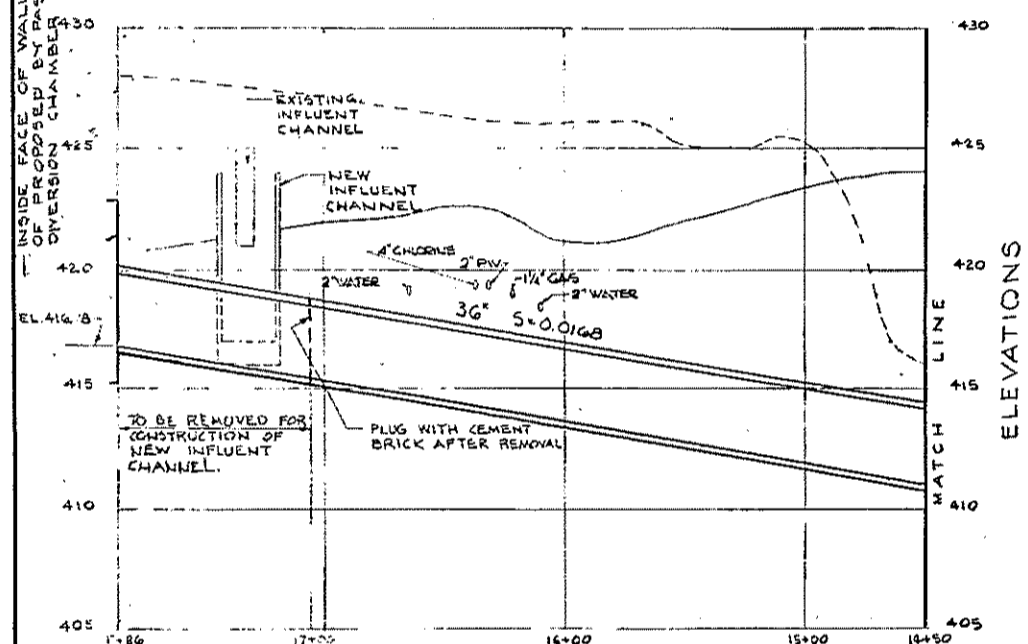 INSIDE FACE OF WALL
OF PROPOSED BY PASS
DIVERSION CHAMBER
430
430
EXISTING
INFLUENT
CHANNEL
425
425
NEW
INFLUENT
CHANNEL
4" CHLORINE
2" PW
1¼" GAS
420
420
2" WATER
2" WATER
36"
S=0.0168
EL. 416.8
415
415
TO BE REMOVED FOR
CONSTRUCTION OF
NEW INFLUENT
CHANNEL.
PLUG WITH CEMENT
BRICK AFTER REMOVAL
MATCH LINE
ELEVATIONS
410
410
405
405
17+00
16+00
15+00
14+50